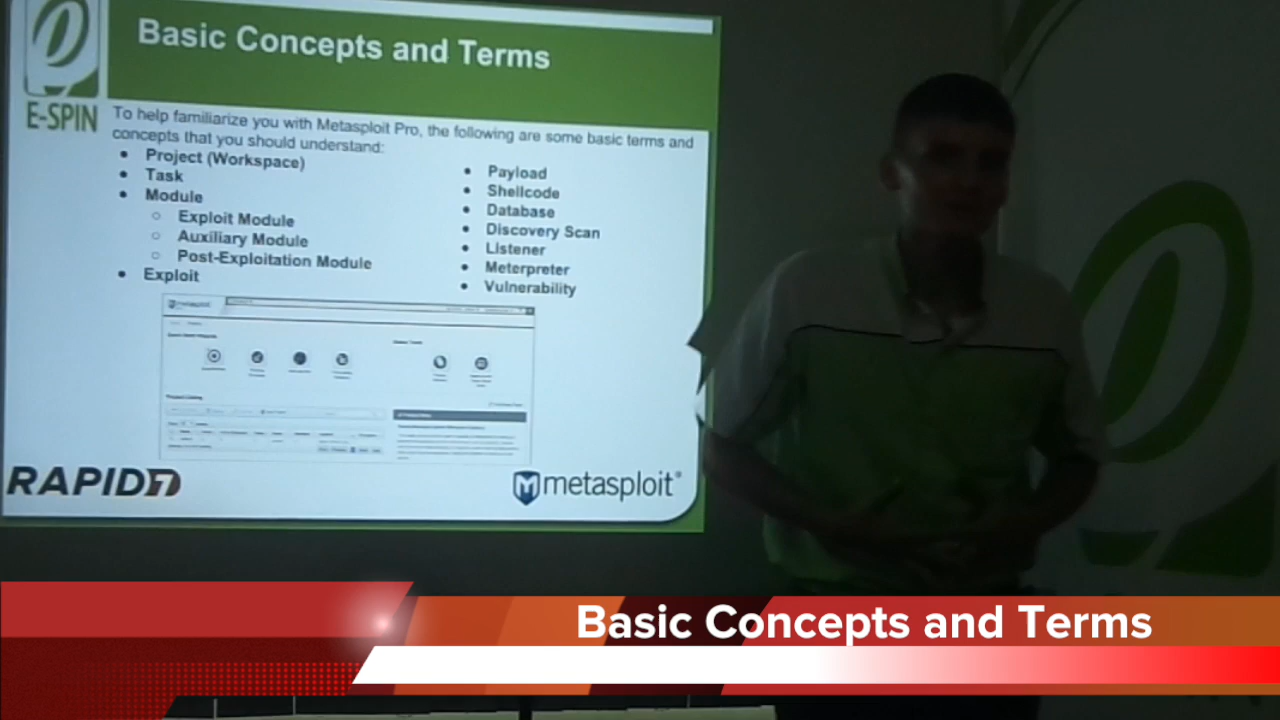 Basic Concepts and Terms
E-SPIN
To help familiarize you with Metasploit Pro, the following are some basic terms and
concepts that you should understand:
Project (Workspace)
Task
Module
Exploit Module
Auxiliary Module
Post-Exploitation Module
Exploit
Payload
Shellcode
Database
Discovery Scan
Listener
Meterpreter
Vulnerability
metasploit
RAPID7
metasploit®
Basic Concepts and Terms